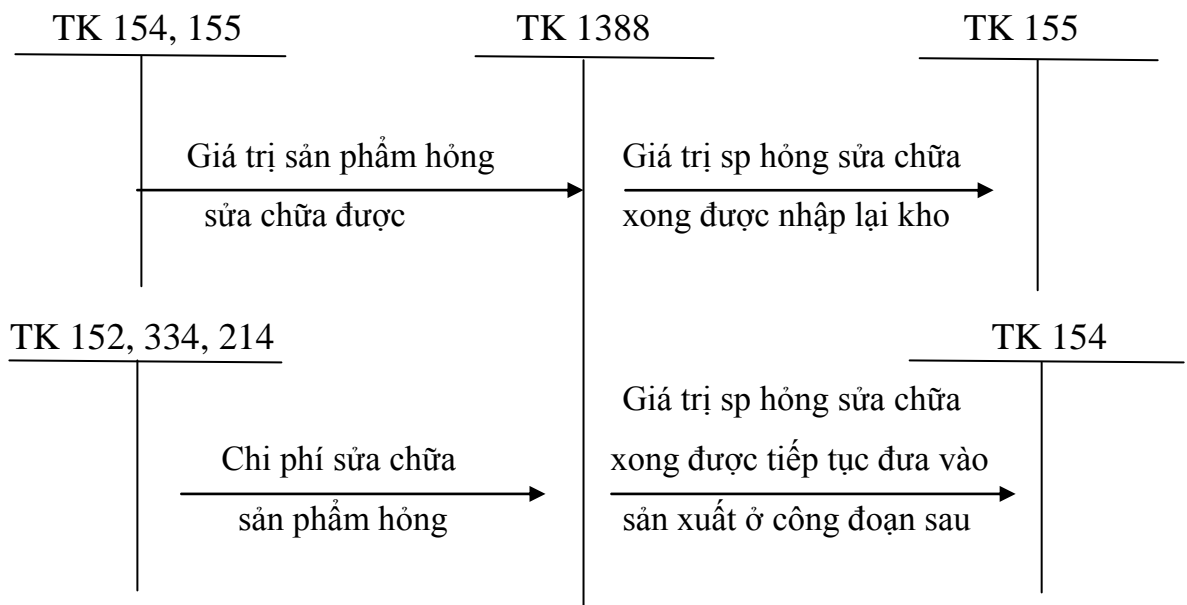 TK 154, 155
TK 1388
TK 155
Giá trị sản phẩm hỏng
sửa chữa được
Giá trị sp hỏng sửa chữa
xong được nhập lại kho
TK 152, 334, 214
TK 154
Chi phí sửa chữa
sản phẩm hỏng
Giá trị sp hỏng sửa chữa
xong được tiếp tục đưa vào
sản xuất ở công đoạn sau